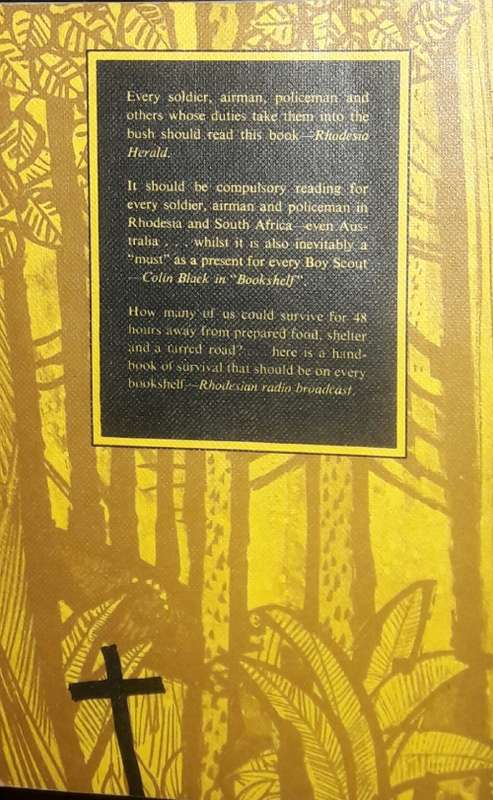 Every soldier, airman, policeman and
others whose duties take them into the
bush should read this book—Rhodesia
Herald.
It should be compulsory reading for
every soldier, airman and policeman in
Rhodesia and South Africa—even Aus-
tralia . . . whilst it is also inevitably a
“must” as a present for every Boy Scout
—Colin Black in “Bookshelf”.
How many of us could survive for 48
hours away from prepared food, shelter
and a tarred road? . . . here is a hand-
book of survival that should be on every
bookshelf—Rhodesian radio broadcast.